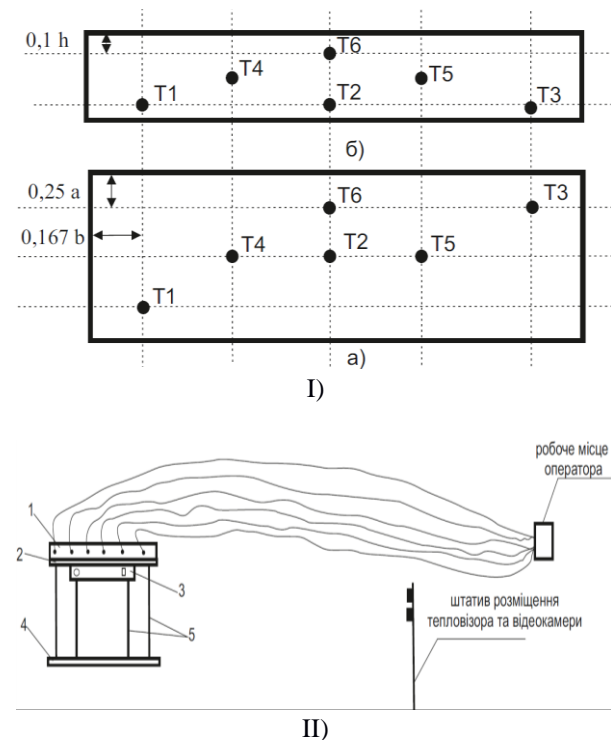 0,1 h
T6
T4
T5
T1
T2
T3
б)
0,25 a
T6
T3
0,167 b
T4
T2
T5
T1
а)
I)
робоче місце
оператора
1
2
3
штатив розміщення
тепловізора та відеокамери
4
5
II)